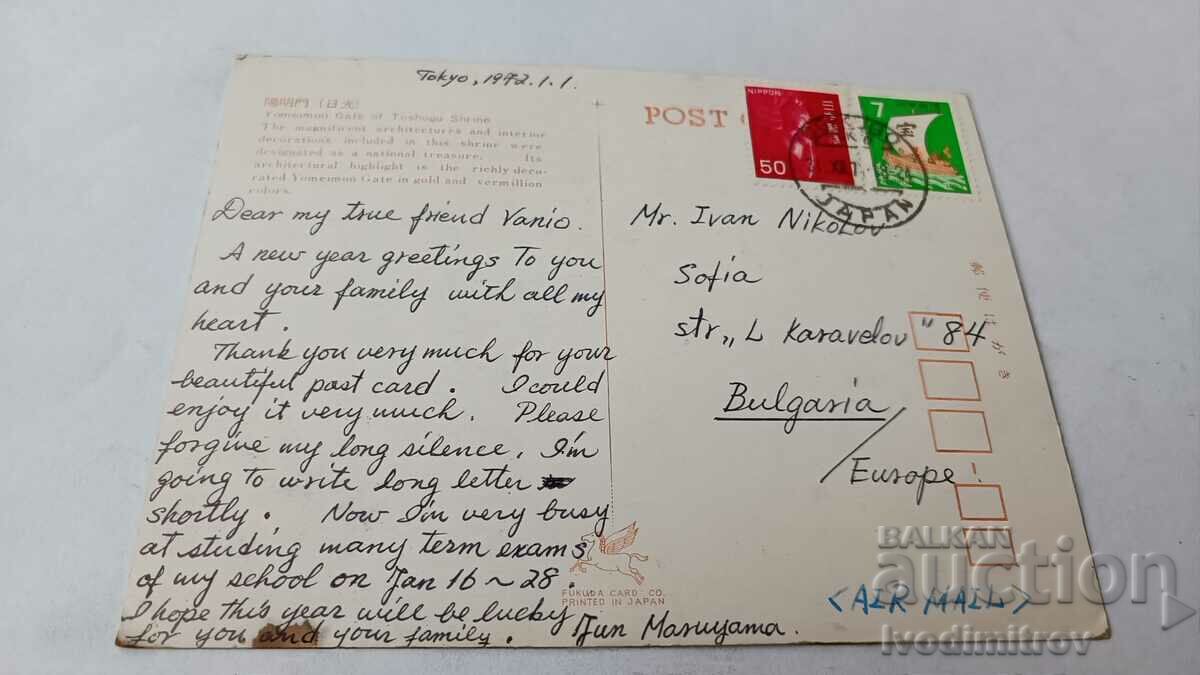 Tokyo, 1972.1.1.
陽明門 (日光)
Yomeimon Gate of Toshogu Shrine
The magnificent architectures and interior
decorations included in this shrine were
designated as a national treasure. Its
architectural highlight is the richly deco-
rated Yomeimon Gate in gold and vermillion
colors.
Dear my true friend Vanio.
A new year greetings To you
and your family with all my
heart.
Thank you very much for your
beautiful post card. I could
enjoy it very much. Please
forgive my long silence. I'm
going to write long letter
shortly. Now I'm very busy
at studing many term exams
of my school on Jan 16~28.
I hope this year will be lucky
for you and your family. Jun Maruyama.
FUKUDA CARD CO.
PRINTED IN JAPAN
POST
NIPPON
50
7
JAPAN
Mr. Ivan Nikolov
Sofia
str „L Karavelov" 84
Bulgaria
Europe
郵便はがき
<AIR MAIL>
BALKAN
auction
Ivodimitrov